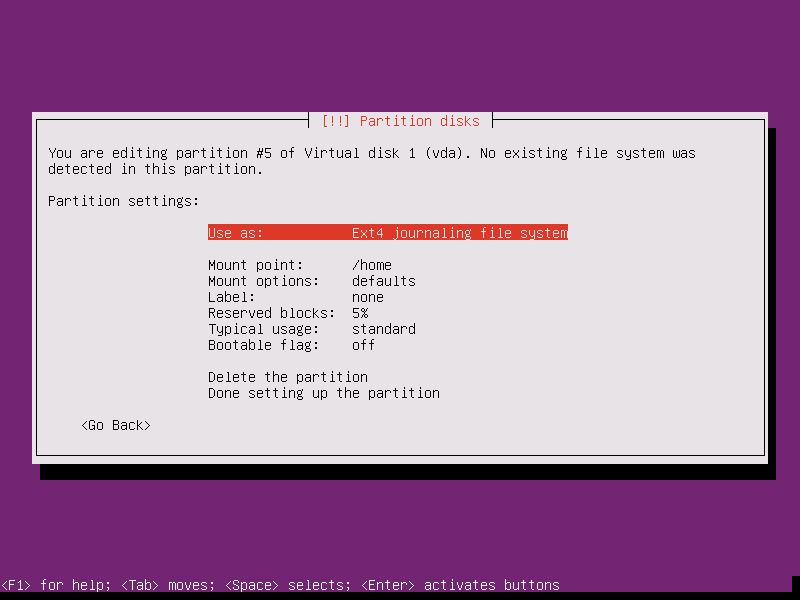 [!!] Partition disks
You are editing partition #5 of Virtual disk 1 (vda). No existing file system was
detected in this partition.
Partition settings:
Use as: Ext4 journaling file system
Mount point: /home
Mount options: defaults
Label: none
Reserved blocks: 5%
Typical usage: standard
Bootable flag: off
Delete the partition
Done setting up the partition
<Go Back>
<F1> for help; <Tab> moves; <Space> selects; <Enter> activates buttons